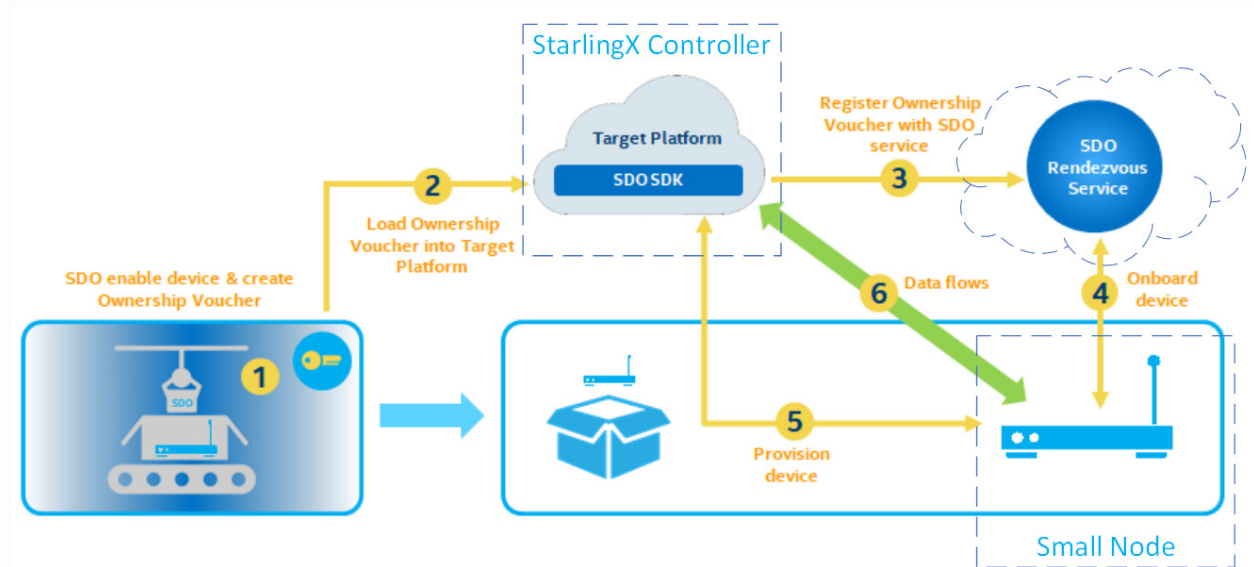 StarlingX Controller
Target Platform
SDO SDK
2
Load Ownership
Voucher into Target
Platform
Register Ownership
Voucher with SDO
service
3
SDO
Rendezvous
Service
SDO enable device & create
Ownership Voucher
1
SDO
6
Data flows
4
Onboard
device
5
Provision
device
Small Node